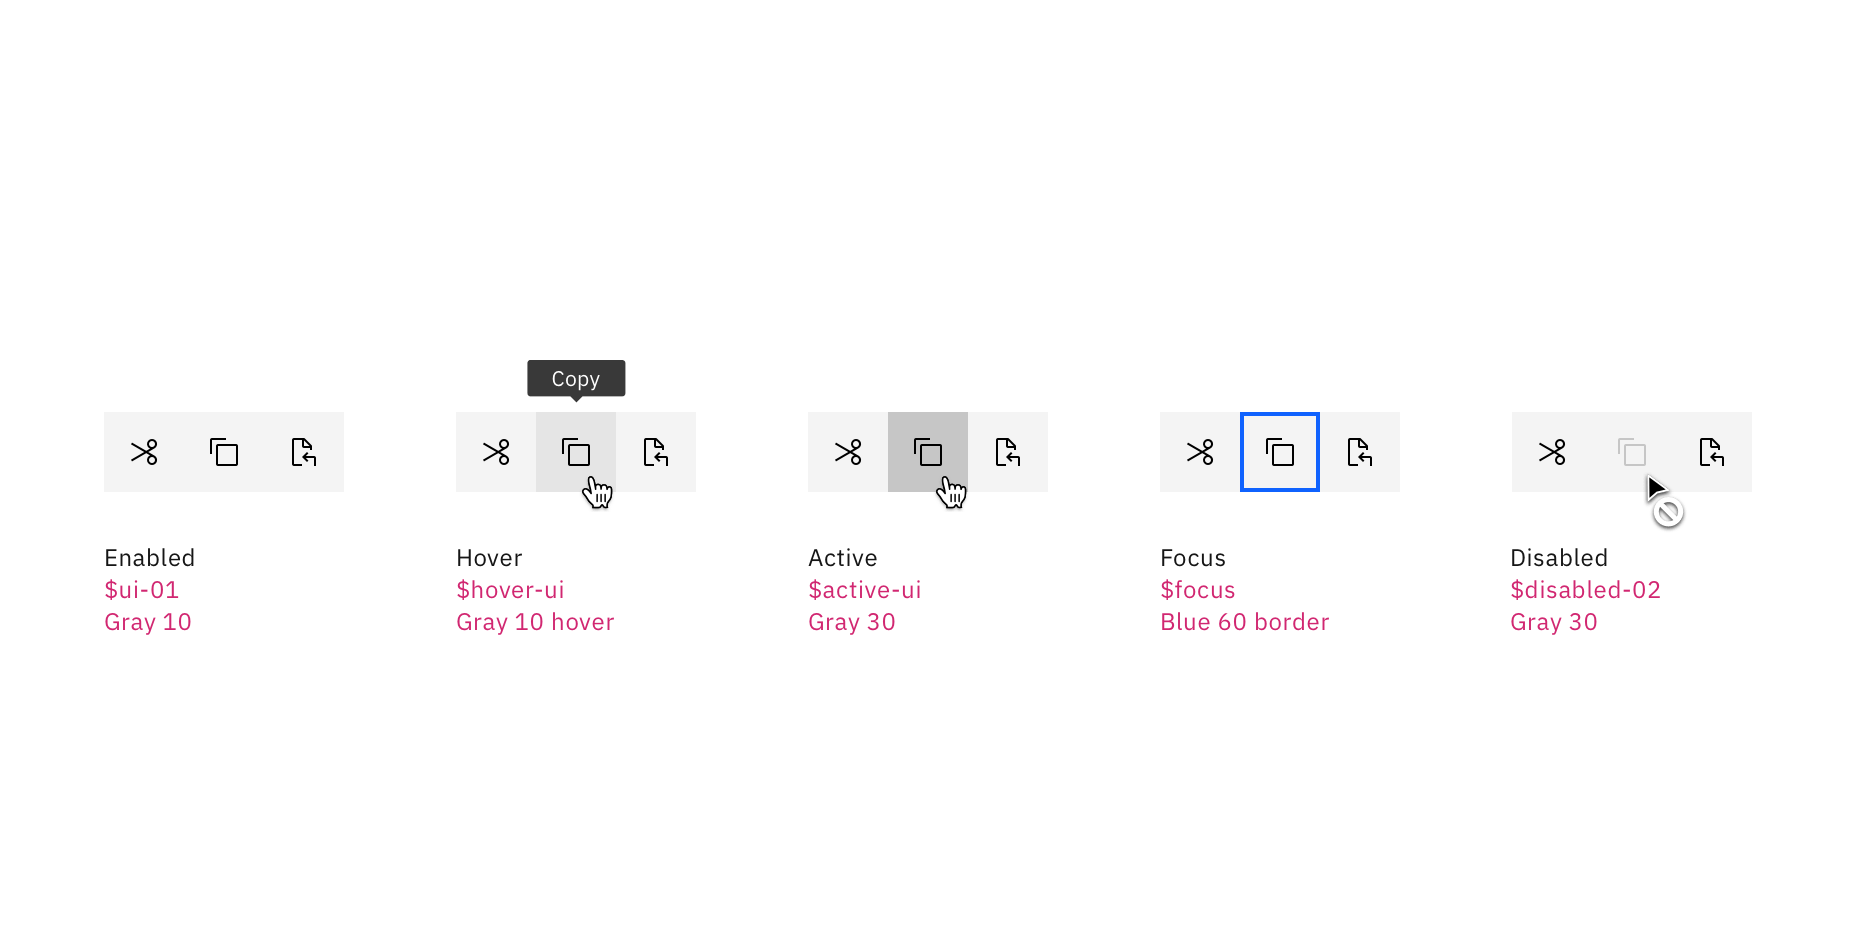 Copy
Enabled
$ui-01
Gray 10
Hover
$hover-ui
Gray 10 hover
Active
$active-ui
Gray 30
Focus
$focus
Blue 60 border
Disabled
$disabled-02
Gray 30